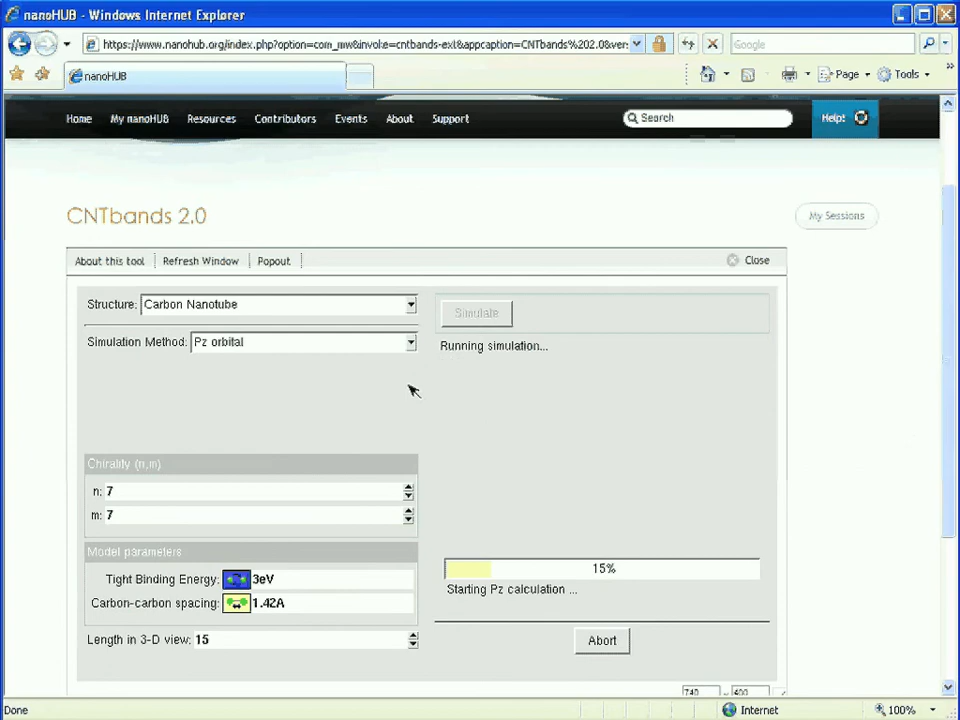 nanoHUB - Windows Internet Explorer
https://www.nanohub.org/index.php?option=com_mw&invoke=cntbands-ext&appcaption=CNTbands%202.0&ver:
Google
nanoHUB
Page
Tools
Home My nanoHUB Resources Contributors Events About Support
Search
Help!
CNTbands 2.0
My Sessions
About this tool
Refresh Window
Popout
Close
Structure: Carbon Nanotube
Simulate
Simulation Method: Pz orbital
Running simulation...
Chirality (n,m)
n: 7
m: 7
Model parameters
Tight Binding Energy: 3eV
15%
Starting Pz calculation ...
Carbon-carbon spacing: 1.42A
Length in 3-D view: 15
Abort
740 400
Done
Internet
100%